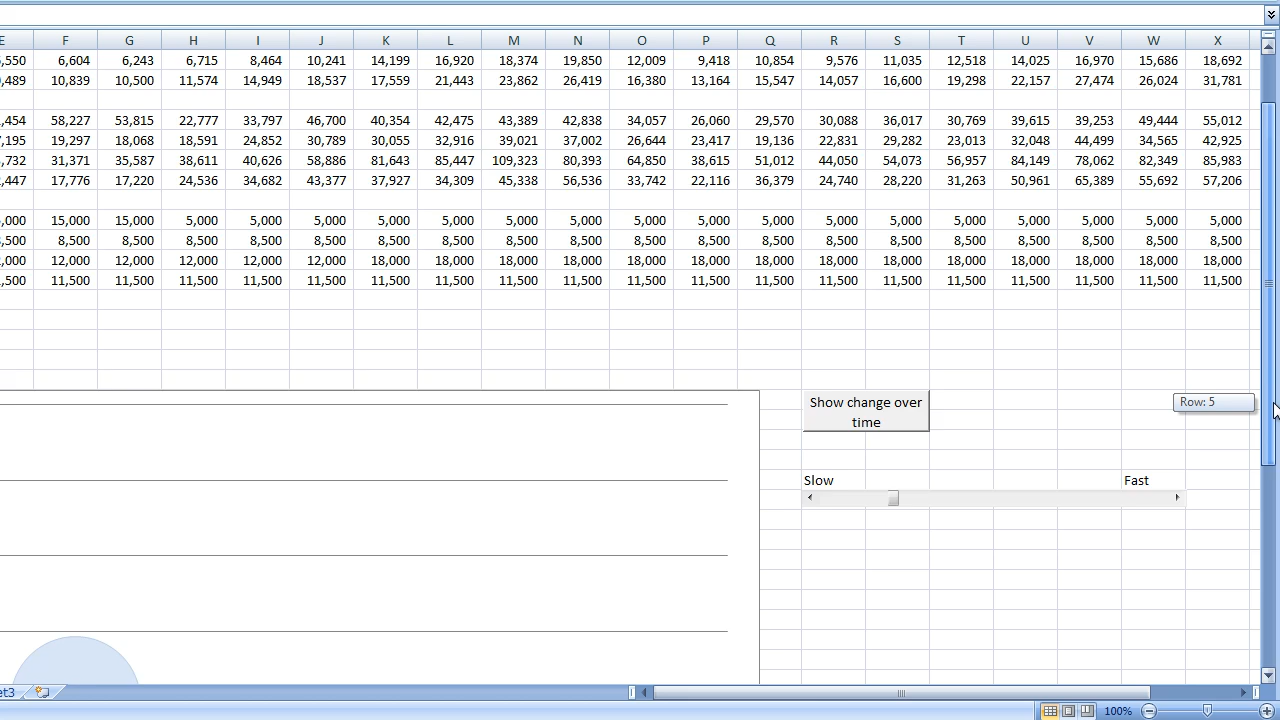 E F G H I J K L M N O P Q R S T U V W X
,550 6,604 6,243 6,715 8,464 10,241 14,199 16,920 18,374 19,850 12,009 9,418 10,854 9,576 11,035 12,518 14,025 16,970 15,686 18,692
,489 10,839 10,500 11,574 14,949 18,537 17,559 21,443 23,862 26,419 16,380 13,164 15,547 14,057 16,600 19,298 22,157 27,474 26,024 31,781
,454 58,227 53,815 22,777 33,797 46,700 40,354 42,475 43,389 42,838 34,057 26,060 29,570 30,088 36,017 30,769 39,615 39,253 49,444 55,012
,195 19,297 18,068 18,591 24,852 30,789 30,055 32,916 39,021 37,002 26,644 23,417 19,136 22,831 29,282 23,013 32,048 44,499 34,565 42,925
,732 31,371 35,587 38,611 40,626 58,886 81,643 85,447 109,323 80,393 64,850 38,615 51,012 44,050 54,073 56,957 84,149 78,062 82,349 85,983
,447 17,776 17,220 24,536 34,682 43,377 37,927 34,309 45,338 56,536 33,742 22,116 36,379 24,740 28,220 31,263 50,961 65,389 55,692 57,206
,000 15,000 15,000 5,000 5,000 5,000 5,000 5,000 5,000 5,000 5,000 5,000 5,000 5,000 5,000 5,000 5,000 5,000 5,000 5,000
,500 8,500 8,500 8,500 8,500 8,500 8,500 8,500 8,500 8,500 8,500 8,500 8,500 8,500 8,500 8,500 8,500 8,500 8,500 8,500
,000 12,000 12,000 12,000 12,000 12,000 18,000 18,000 18,000 18,000 18,000 18,000 18,000 18,000 18,000 18,000 18,000 18,000 18,000 18,000
,500 11,500 11,500 11,500 11,500 11,500 11,500 11,500 11,500 11,500 11,500 11,500 11,500 11,500 11,500 11,500 11,500 11,500 11,500 11,500
Show change over
time
Row: 5
Slow Fast
et3
100%